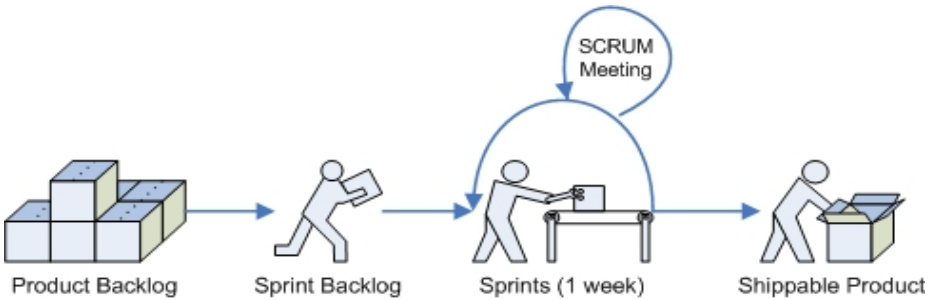 SCRUM
Meeting
Product Backlog
Sprint Backlog
Sprints (1 week)
Shippable Product